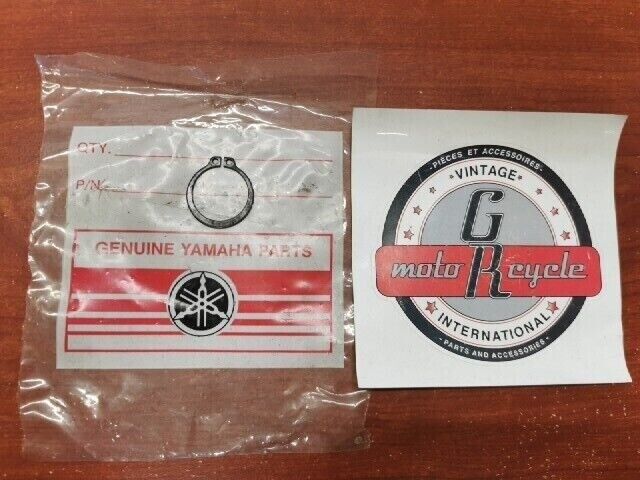 QTY.
P/N
GENUINE YAMAHA PARTS
- PIÈCES ET ACCESSOIRES -
VINTAGE
G
moto R cycle
INTERNATIONAL
- PARTS AND ACCESSORIES -